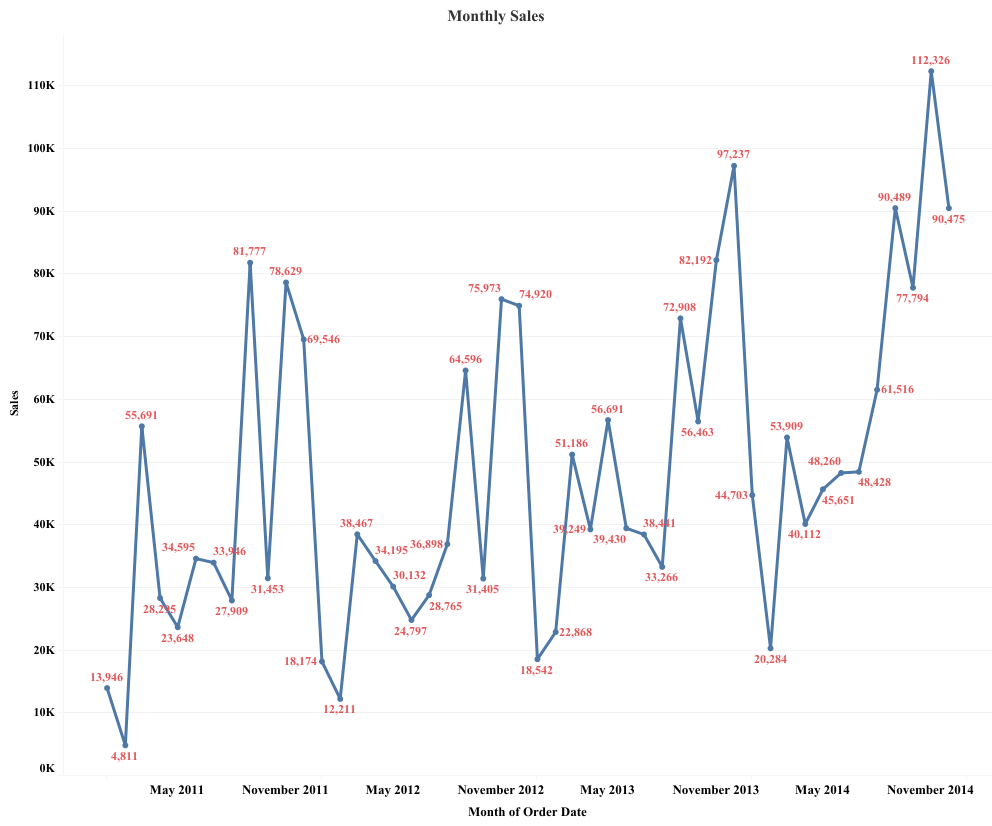 Monthly Sales
112,326
110K
100K
97,237
90K
90,489
90,475
82,192
81,777
80K
78,629
77,794
75,973
74,920
72,908
70K
69,546
64,596
61,516
60K
56,691
55,691
56,463
53,909
51,186
50K
48,260
48,428
45,651
44,703
40K
38,467
39,249
39,430
38,441
40,112
34,595
33,946
34,195
36,898
33,266
30K
31,453
30,132
31,405
28,295
27,909
28,765
23,648
24,797
22,868
20K
18,174
18,542
20,284
13,946
12,211
10K
4,811
0K
Sales
May 2011
November 2011
May 2012
November 2012
May 2013
November 2013
May 2014
November 2014
Month of Order Date